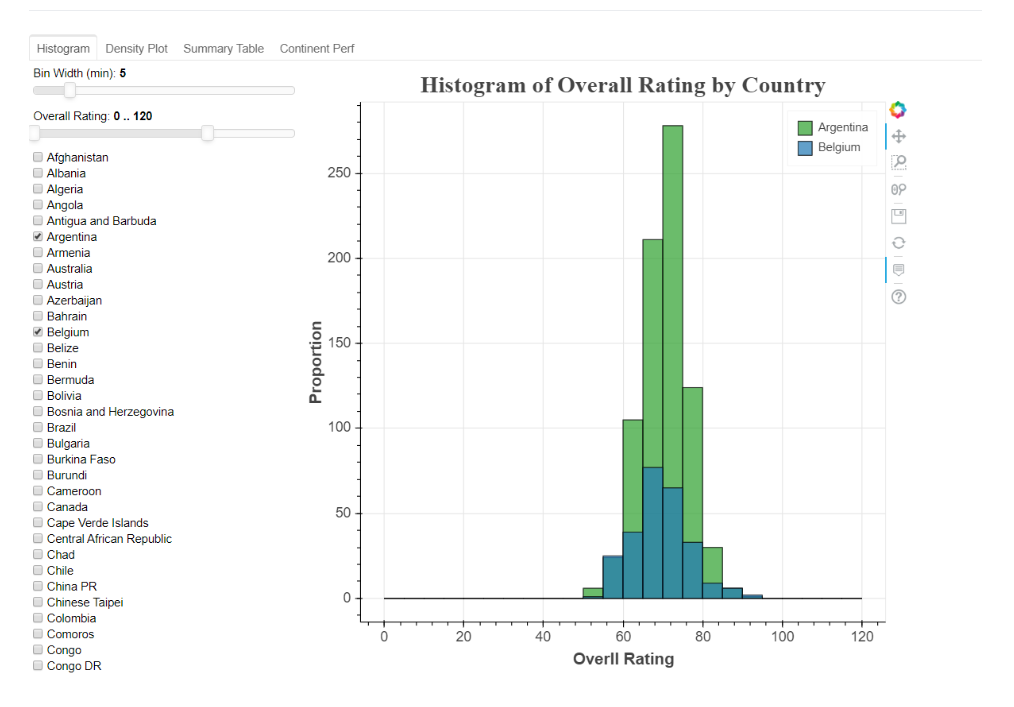 Histogram Density Plot Summary Table Continent Perf
Bin Width (min): 5
Overall Rating: 0 .. 120
Afghanistan
Albania
Algeria
Angola
Antigua and Barbuda
Argentina
Armenia
Australia
Austria
Azerbaijan
Bahrain
Belgium
Belize
Benin
Bermuda
Bolivia
Bosnia and Herzegovina
Brazil
Bulgaria
Burkina Faso
Burundi
Cameroon
Canada
Cape Verde Islands
Central African Republic
Chad
Chile
China PR
Chinese Taipei
Colombia
Comoros
Congo
Congo DR
Histogram of Overall Rating by Country
Argentina
Belgium
Proportion
250
200
150
100
50
0
0 20 40 60 80 100 120
Overll Rating